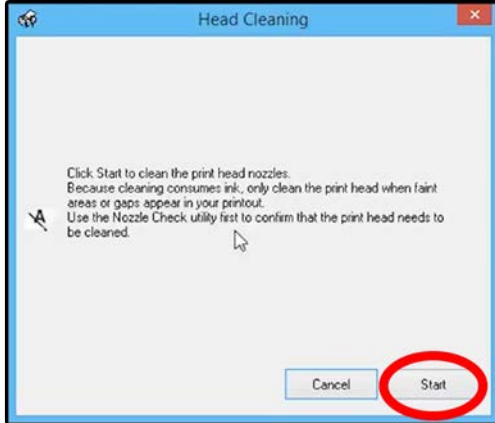 Head Cleaning
Click Start to clean the print head nozzles.
Because cleaning consumes ink, only clean the print head when faint
areas or gaps appear in your printout.
Use the Nozzle Check utility first to confirm that the print head needs to
be cleaned.
A
Cancel
Start